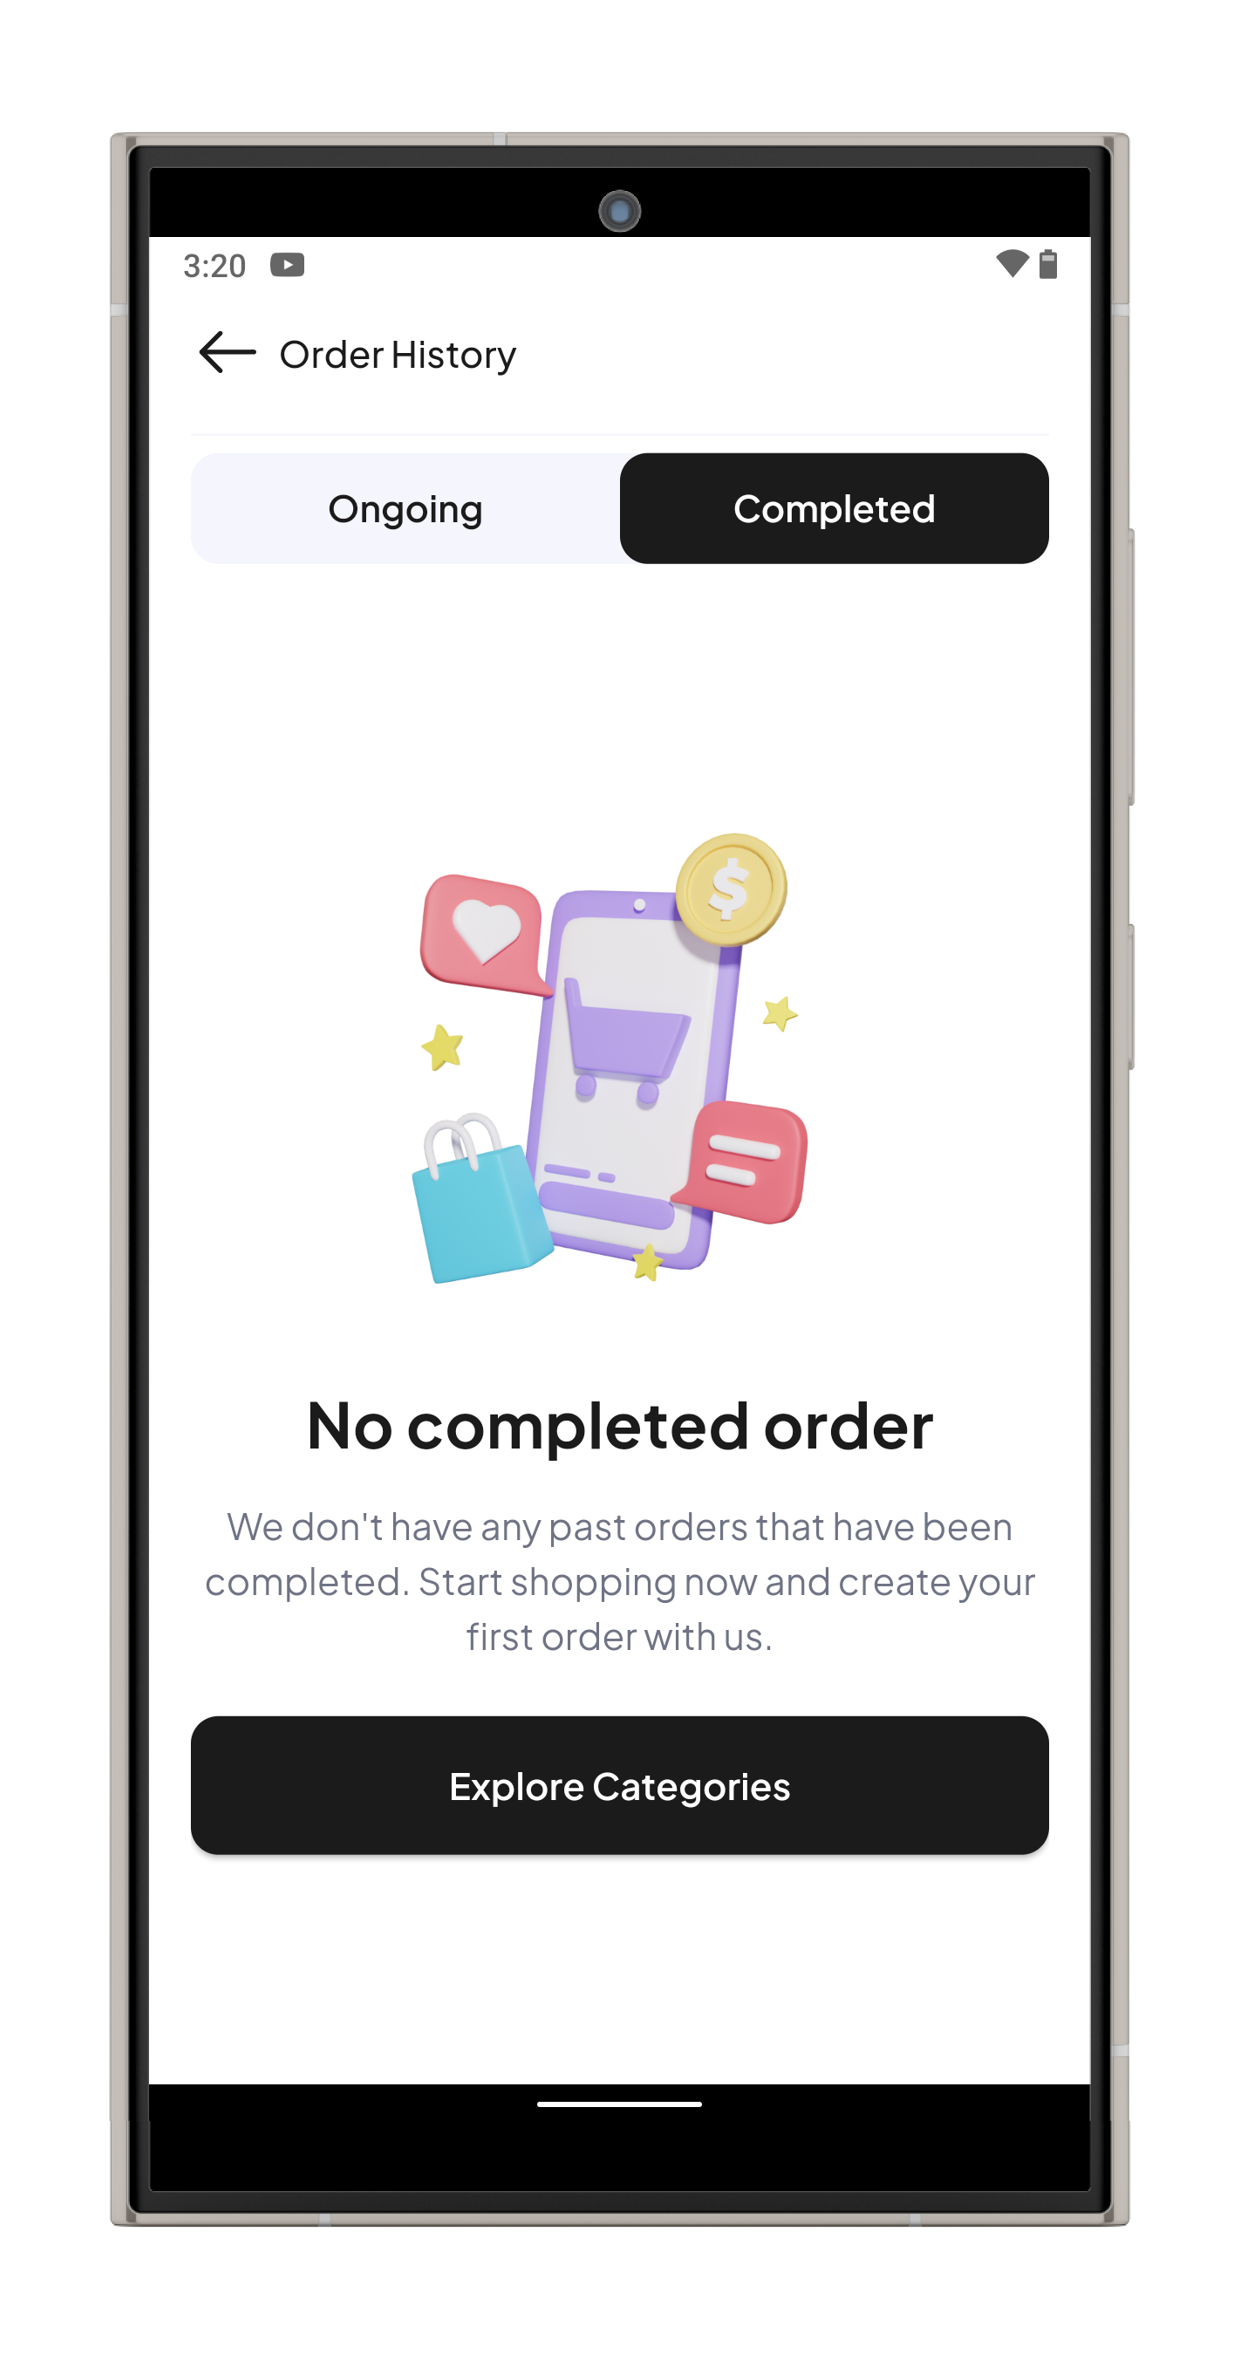 3:20
Order History
Ongoing
Completed
$
No completed order
We don't have any past orders that have been
completed. Start shopping now and create your
first order with us.
Explore Categories